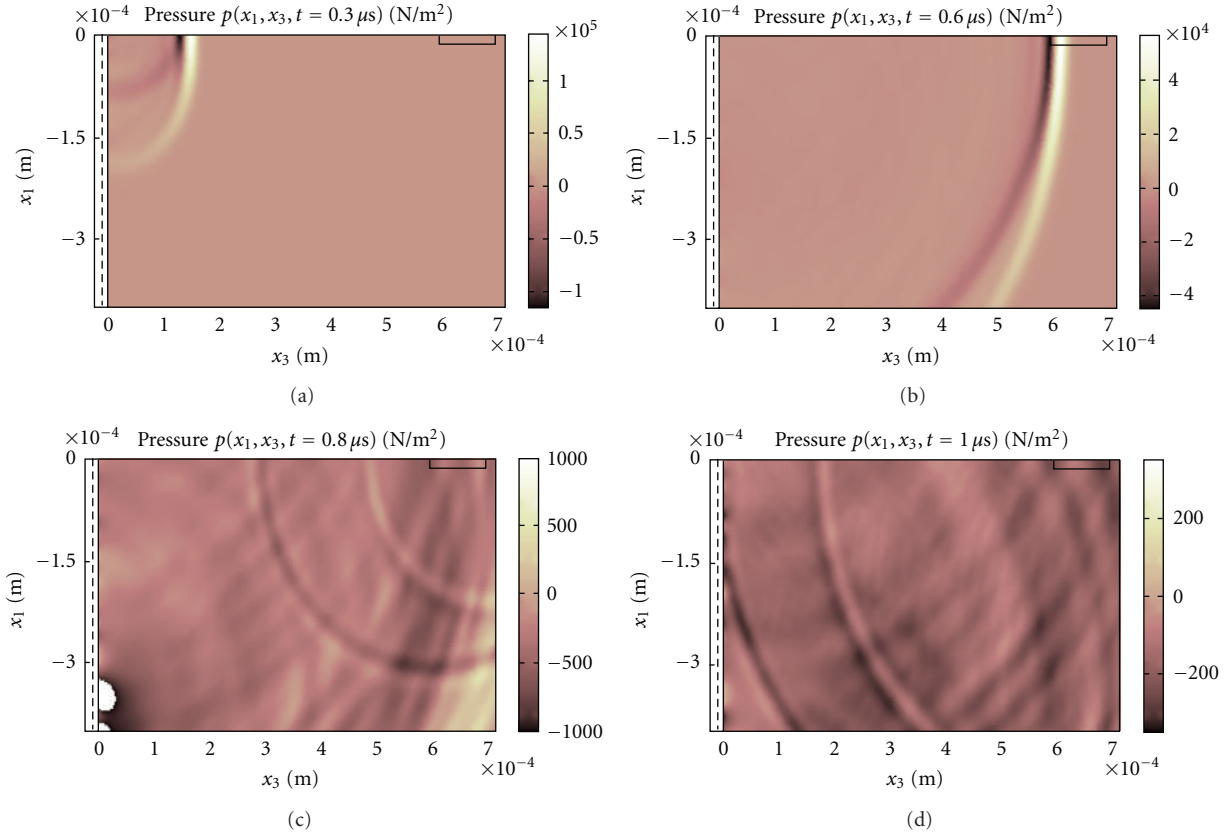 ×10⁻⁴ Pressure p(x₁, x₃, t = 0.3 μs) (N/m²)
×10⁵
0
−1.5
−3
x₁ (m)
1
0.5
0
−0.5
−1
0 1 2 3 4 5 6 7
×10⁻⁴
x₃ (m)
(a)
×10⁻⁴ Pressure p(x₁, x₃, t = 0.6 μs) (N/m²)
×10⁴
0
−1.5
−3
x₁ (m)
4
2
0
−2
−4
0 1 2 3 4 5 6 7
×10⁻⁴
x₃ (m)
(b)
×10⁻⁴ Pressure p(x₁, x₃, t = 0.8 μs) (N/m²)
0
−1.5
−3
x₁ (m)
1000
500
0
−500
−1000
0 1 2 3 4 5 6 7
×10⁻⁴
x₃ (m)
(c)
×10⁻⁴ Pressure p(x₁, x₃, t = 1 μs) (N/m²)
0
−1.5
−3
x₁ (m)
200
0
−200
0 1 2 3 4 5 6 7
×10⁻⁴
x₃ (m)
(d)